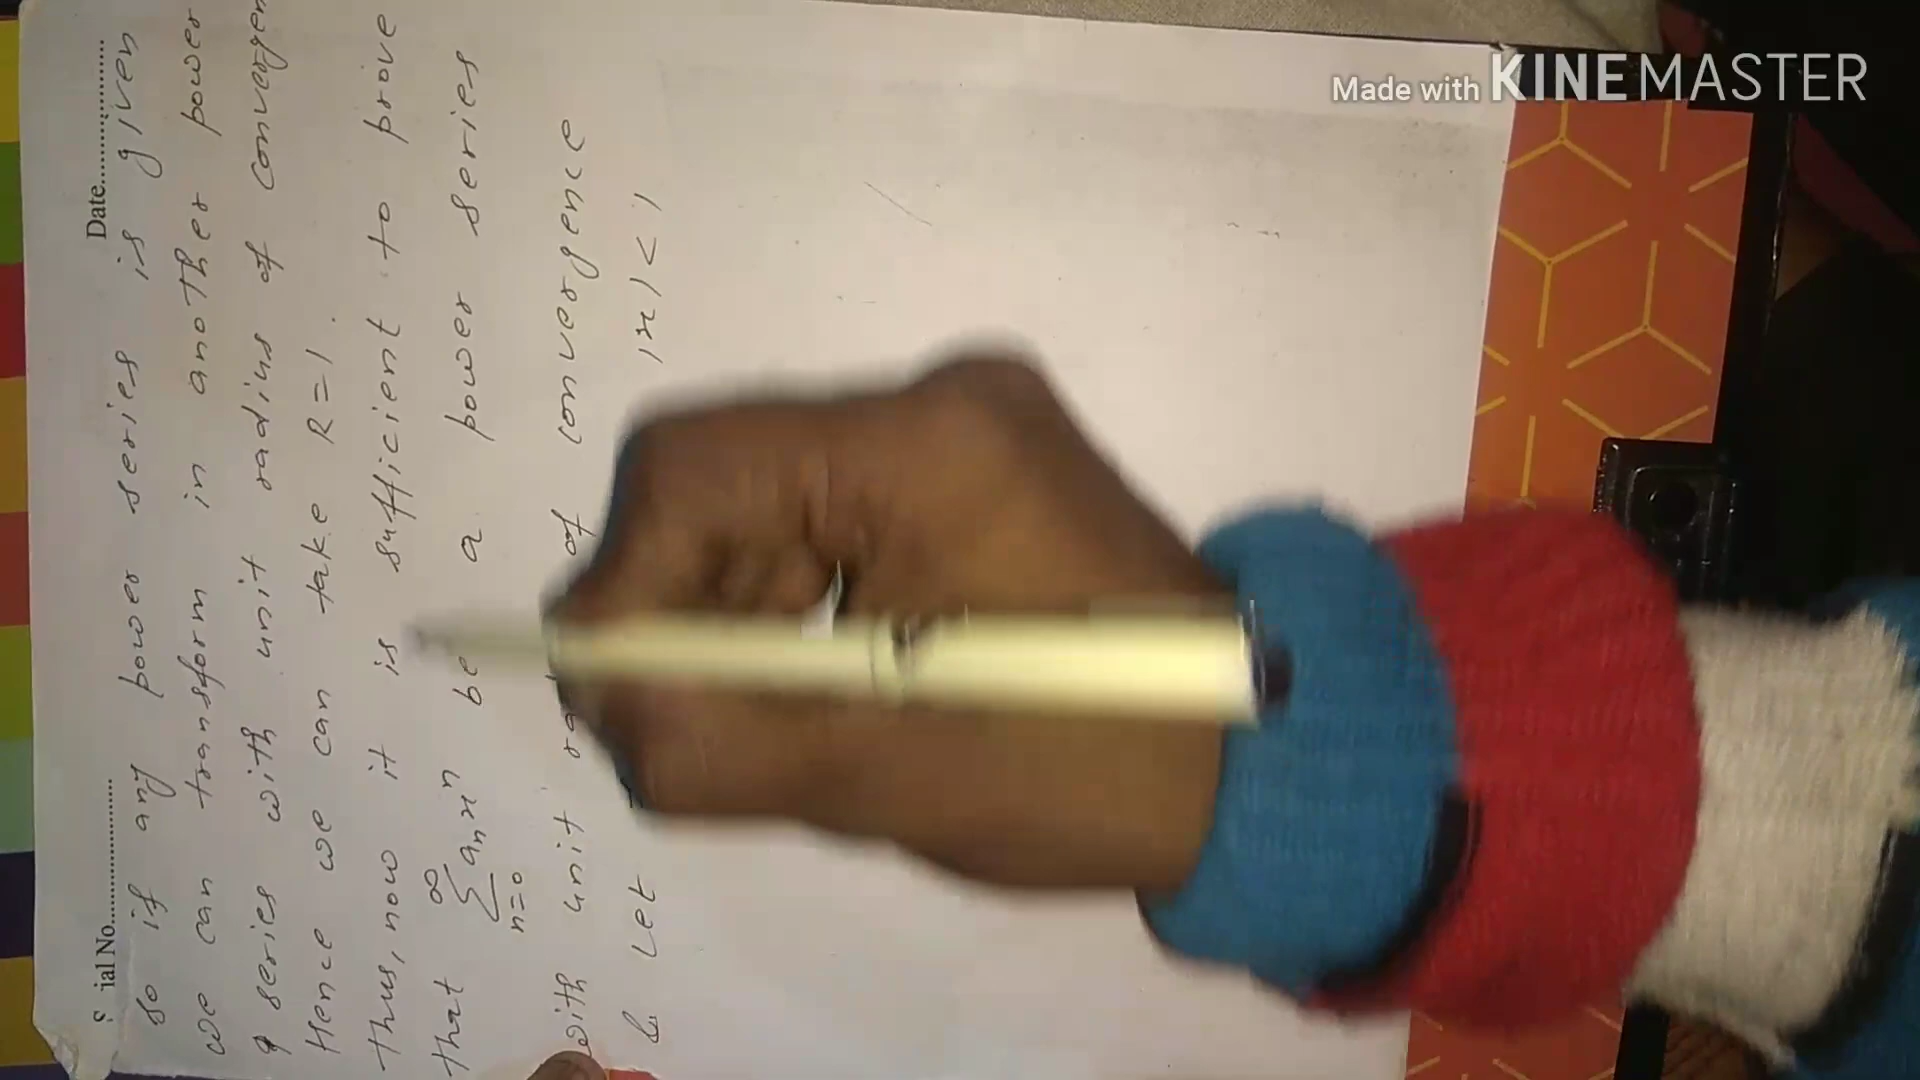 Made with KINEMASTER
Serial No.......................... Date.......................
so if any power series is given
we can transform in another power
series with unit radius of convergen
Hence we can take R=1.
Thus, now it is sufficient to prove
that ∞∑n=0 aₙxⁿ be a power series
with unit of convergence
& Let |x|<1